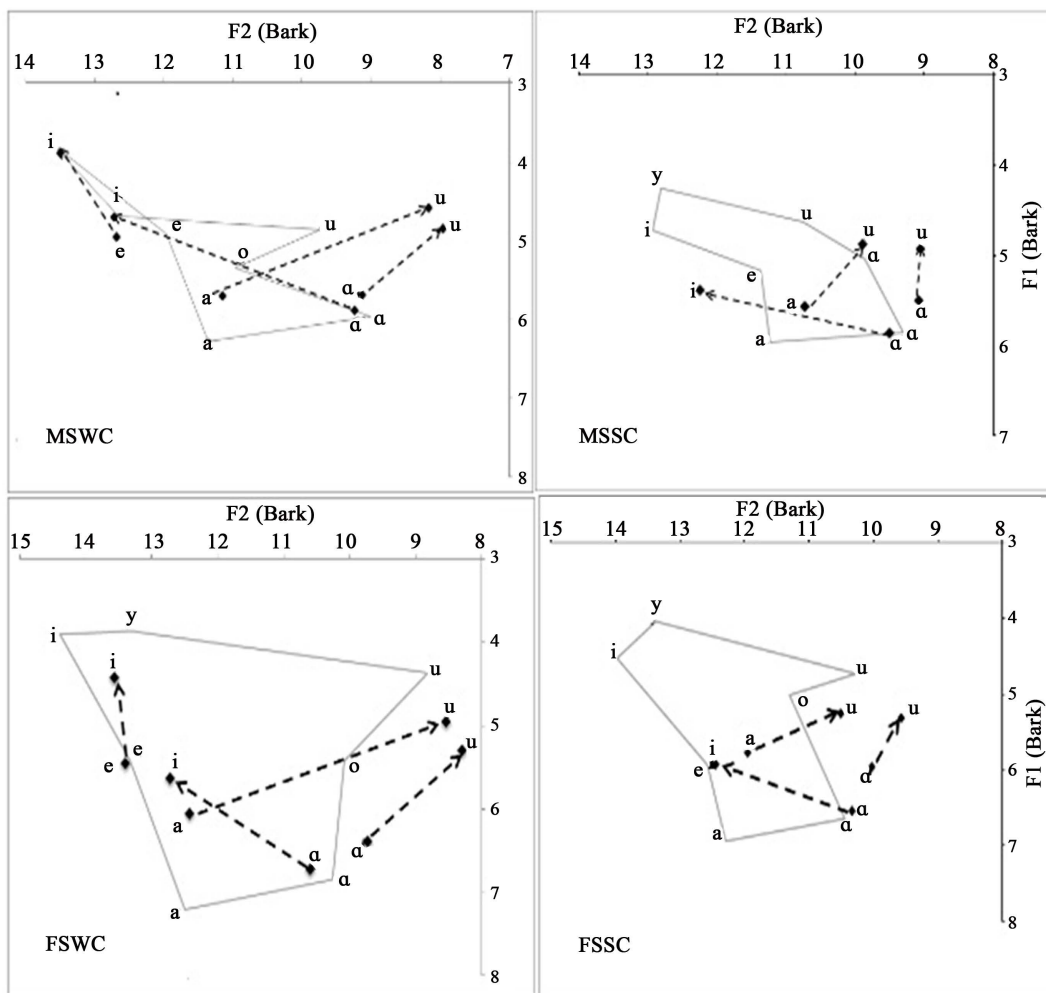 F2 (Bark)
14 13 12 11 10 9 8 7
3
i
4
i
e
u
u
5
e
o
u
a
ɑ
ɑ
ɑ
6
a
7
MSWC
8
F2 (Bark)
14 13 12 11 10 9 8
3
4
y
i
u
u
u
5
ɑ
e
i
a
ɑ
F1 (Bark)
a
ɑ
ɑ
6
MSSC
7
F2 (Bark)
15 14 13 12 11 10 9 8
3
i
y
4
i
u
u
5
e
e
i
o
u
a
6
ɑ
ɑ
ɑ
7
a
FSWC
8
F2 (Bark)
15 14 13 12 11 10 9 8
3
y
4
i
u
o
5
a
u
u
F1 (Bark)
i
e
ɑ
6
ɑ
a
ɑ
7
FSSC
8